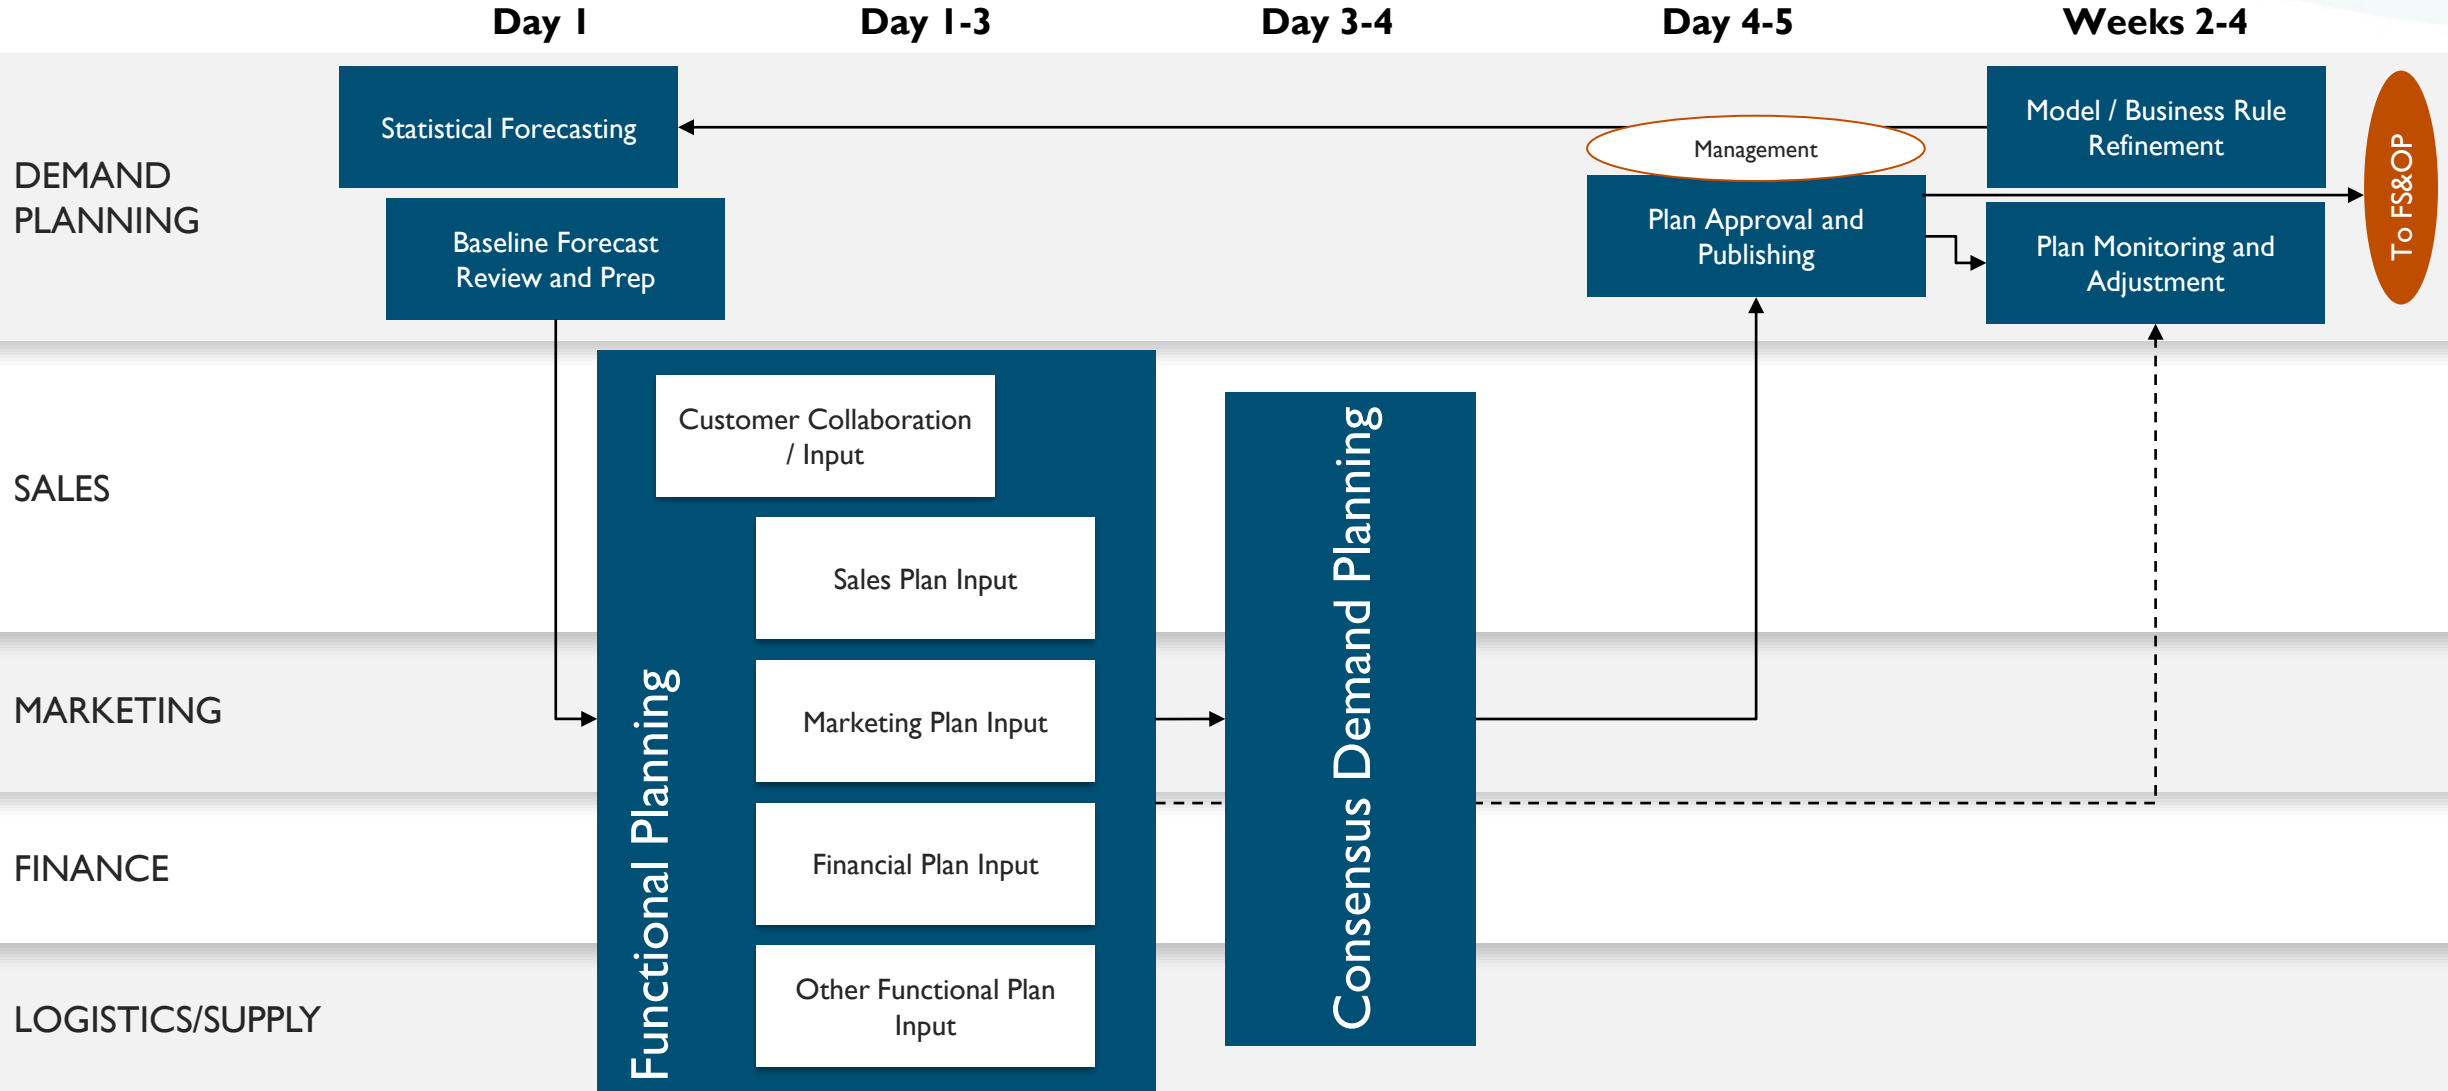 Day 1
Day 1-3
Day 3-4
Day 4-5
Weeks 2-4
DEMAND
PLANNING
Statistical Forecasting
Baseline Forecast
Review and Prep
Management
Plan Approval and
Publishing
Model / Business Rule
Refinement
Plan Monitoring and
Adjustment
To FS&OP
SALES
MARKETING
FINANCE
LOGISTICS/SUPPLY
Functional Planning
Customer Collaboration
/ Input
Sales Plan Input
Marketing Plan Input
Financial Plan Input
Other Functional Plan
Input
Consensus Demand Planning